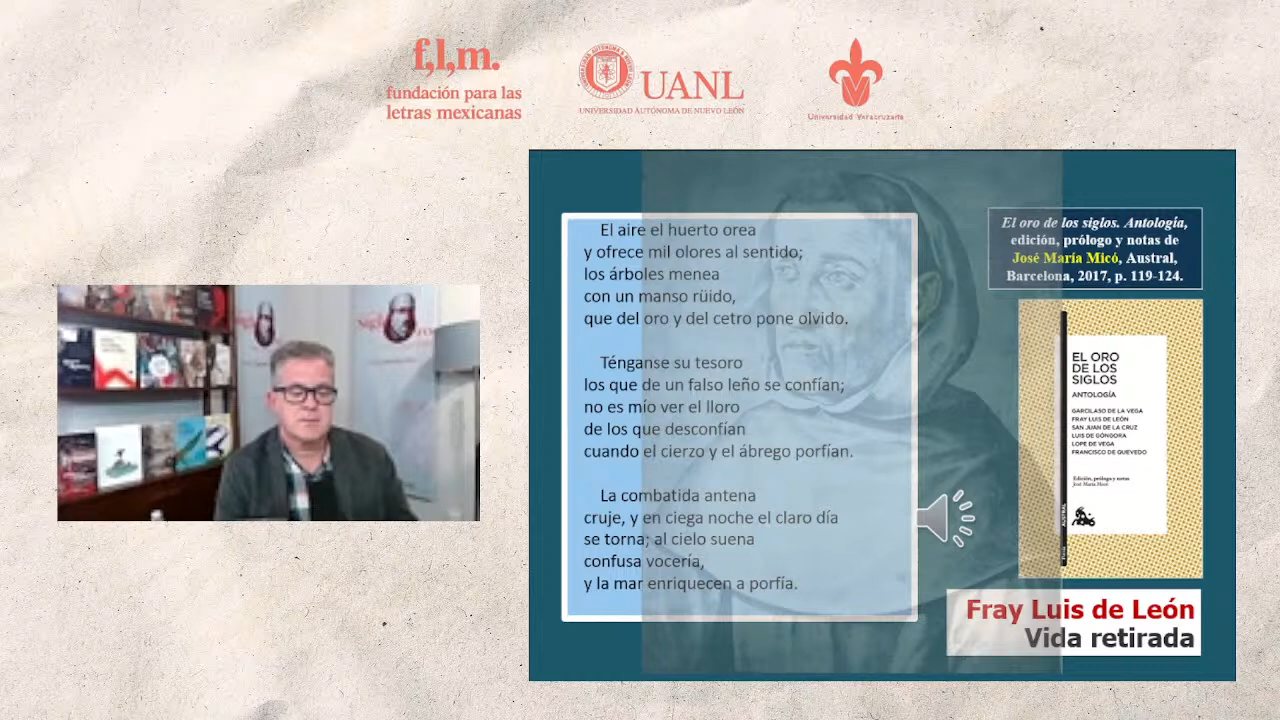 f,l,m.
fundación para las
letras mexicanas
UANL
UNIVERSIDAD AUTÓNOMA DE NUEVO LEÓN
Universidad Veracruzana
El aire el huerto orea
y ofrece mil olores al sentido;
los árboles menea
con un manso rüido,
que del oro y del cetro pone olvido.
Ténganse su tesoro
los que de un falso leño se confían;
no es mío ver el lloro
de los que desconfían
cuando el cierzo y el ábrego porfían.
La combatida antena
cruje, y en ciega noche el claro día
se torna; al cielo suena
confusa vocería,
y la mar enriquecen a porfía.
El oro de los siglos. Antología,
edición, prólogo y notas de
José María Micó, Austral,
Barcelona, 2017, p. 119-124.
EL ORO
DE LOS
SIGLOS
ANTOLOGÍA
GARCILASO DE LA VEGA
FRAY LUIS DE LEÓN
SAN JUAN DE LA CRUZ
LUIS DE GÓNGORA
LOPE DE VEGA
FRANCISCO DE QUEVEDO
Edición, prólogo y notas
José María Micó
AUSTRAL
Fray Luis de León
Vida retirada